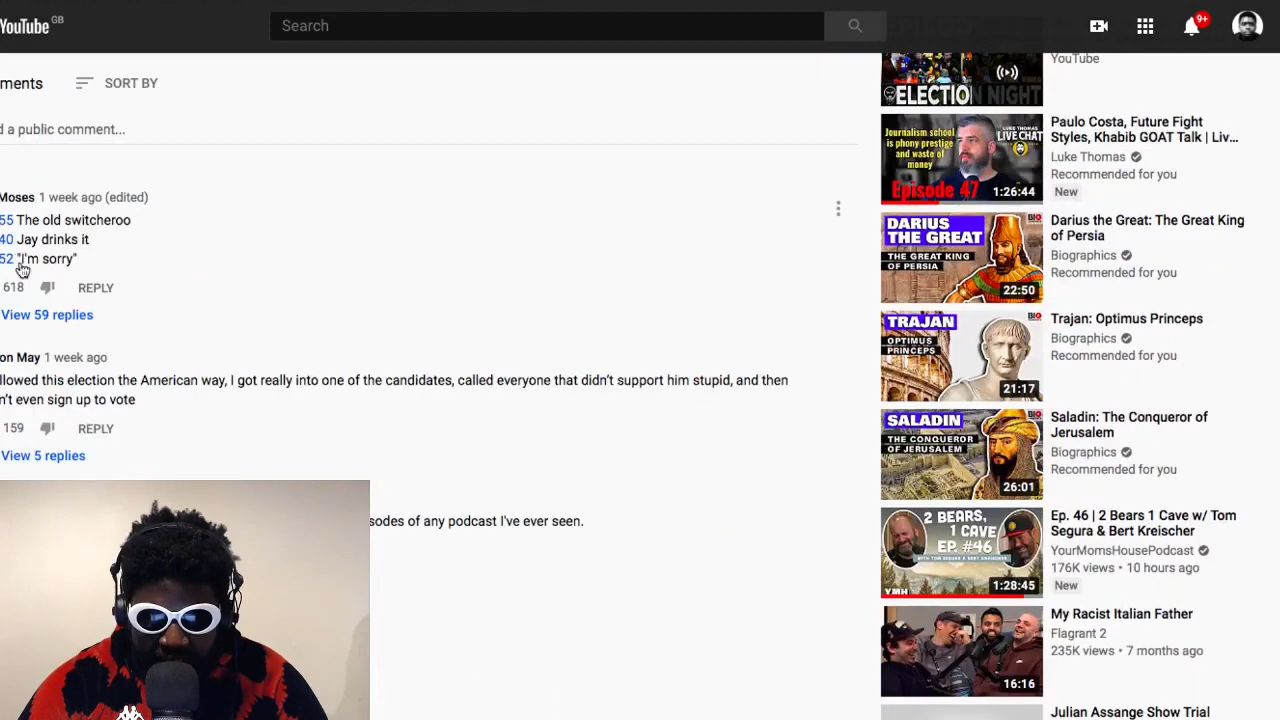 YouTube GB
Search
9+
ments
SORT BY
d a public comment...
Moses 1 week ago (edited)
55 The old switcheroo
40 Jay drinks it
52 "I'm sorry"
618
REPLY
View 59 replies
on May 1 week ago
llowed this election the American way, I got really into one of the candidates, called everyone that didn't support him stupid, and then
n't even sign up to vote
159
REPLY
View 5 replies
sodes of any podcast I've ever seen.
ELECTION NIGHT
YouTube
Journalism school
is phony prestige
and waste of
money
LUKE THOMAS
LIVE CHAT
Episode 47
1:26:44
Paulo Costa, Future Fight
Styles, Khabib GOAT Talk | Liv...
Luke Thomas
Recommended for you
New
DARIUS
THE GREAT
THE GREAT KING
OF PERSIA
BIO
22:50
Darius the Great: The Great King
of Persia
Biographics
Recommended for you
TRAJAN
OPTIMUS
PRINCEPS
BIO
21:17
Trajan: Optimus Princeps
Biographics
Recommended for you
SALADIN
THE CONQUEROR
OF JERUSALEM
BIO
26:01
Saladin: The Conqueror of
Jerusalem
Biographics
Recommended for you
2 BEARS,
1 CAVE
EP. #46
WITH TOM SEGURA & BERT KREISCHER
YMH
1:28:45
Ep. 46 | 2 Bears 1 Cave w/ Tom
Segura & Bert Kreischer
YourMomsHousePodcast
176K views • 10 hours ago
New
16:16
My Racist Italian Father
Flagrant 2
235K views • 7 months ago
Julian Assange Show Trial